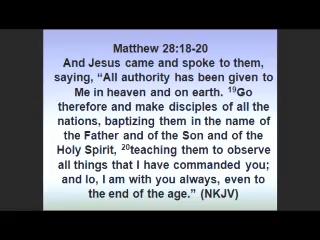 Matthew 28:18-20
And Jesus came and spoke to them,
saying, “All authority has been given to
Me in heaven and on earth. ¹⁹Go
therefore and make disciples of all the
nations, baptizing them in the name of
the Father and of the Son and of the
Holy Spirit, ²⁰teaching them to observe
all things that I have commanded you;
and lo, I am with you always, even to
the end of the age.” (NKJV)